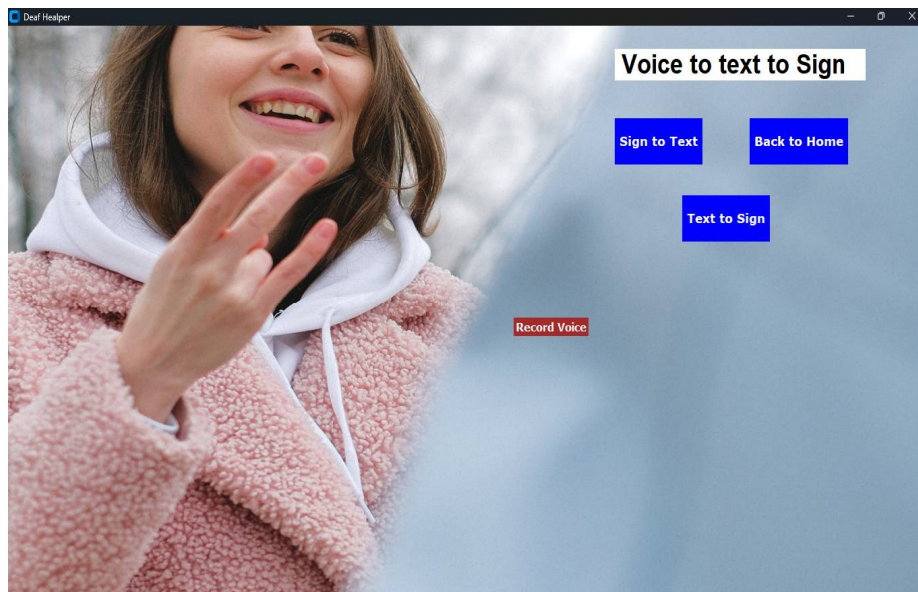 Deaf Healper
Voice to text to Sign
Sign to Text
Back to Home
Text to Sign
Record Voice